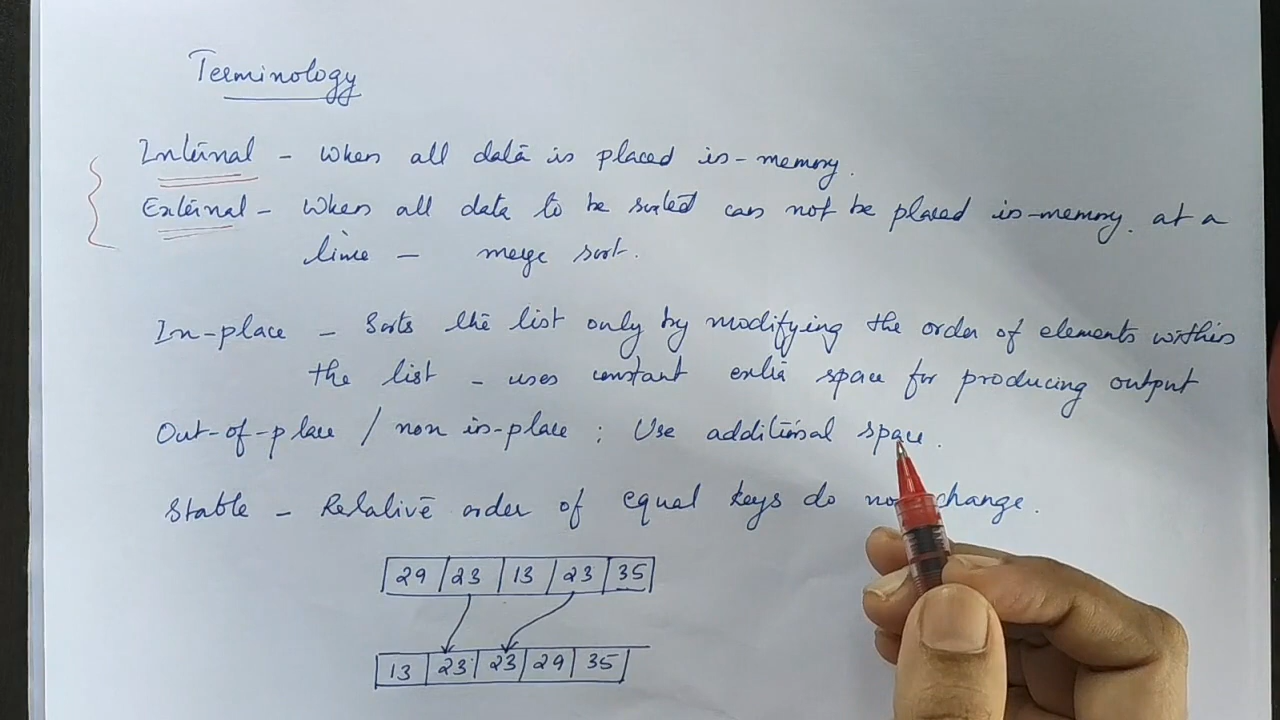 Terminology
Internal - When all data is placed in-memory.
External - When all data to be sorted can not be placed in-memory. at a
time - merge sort.
In-place - Sorts the list only by modifying the order of elements within
the list - uses constant extra space for producing output
Out-of-place / non in-place : Use additional space.
Stable - Relative order of equal keys do not change.
29 23 13 23 35
13 23 23 29 35